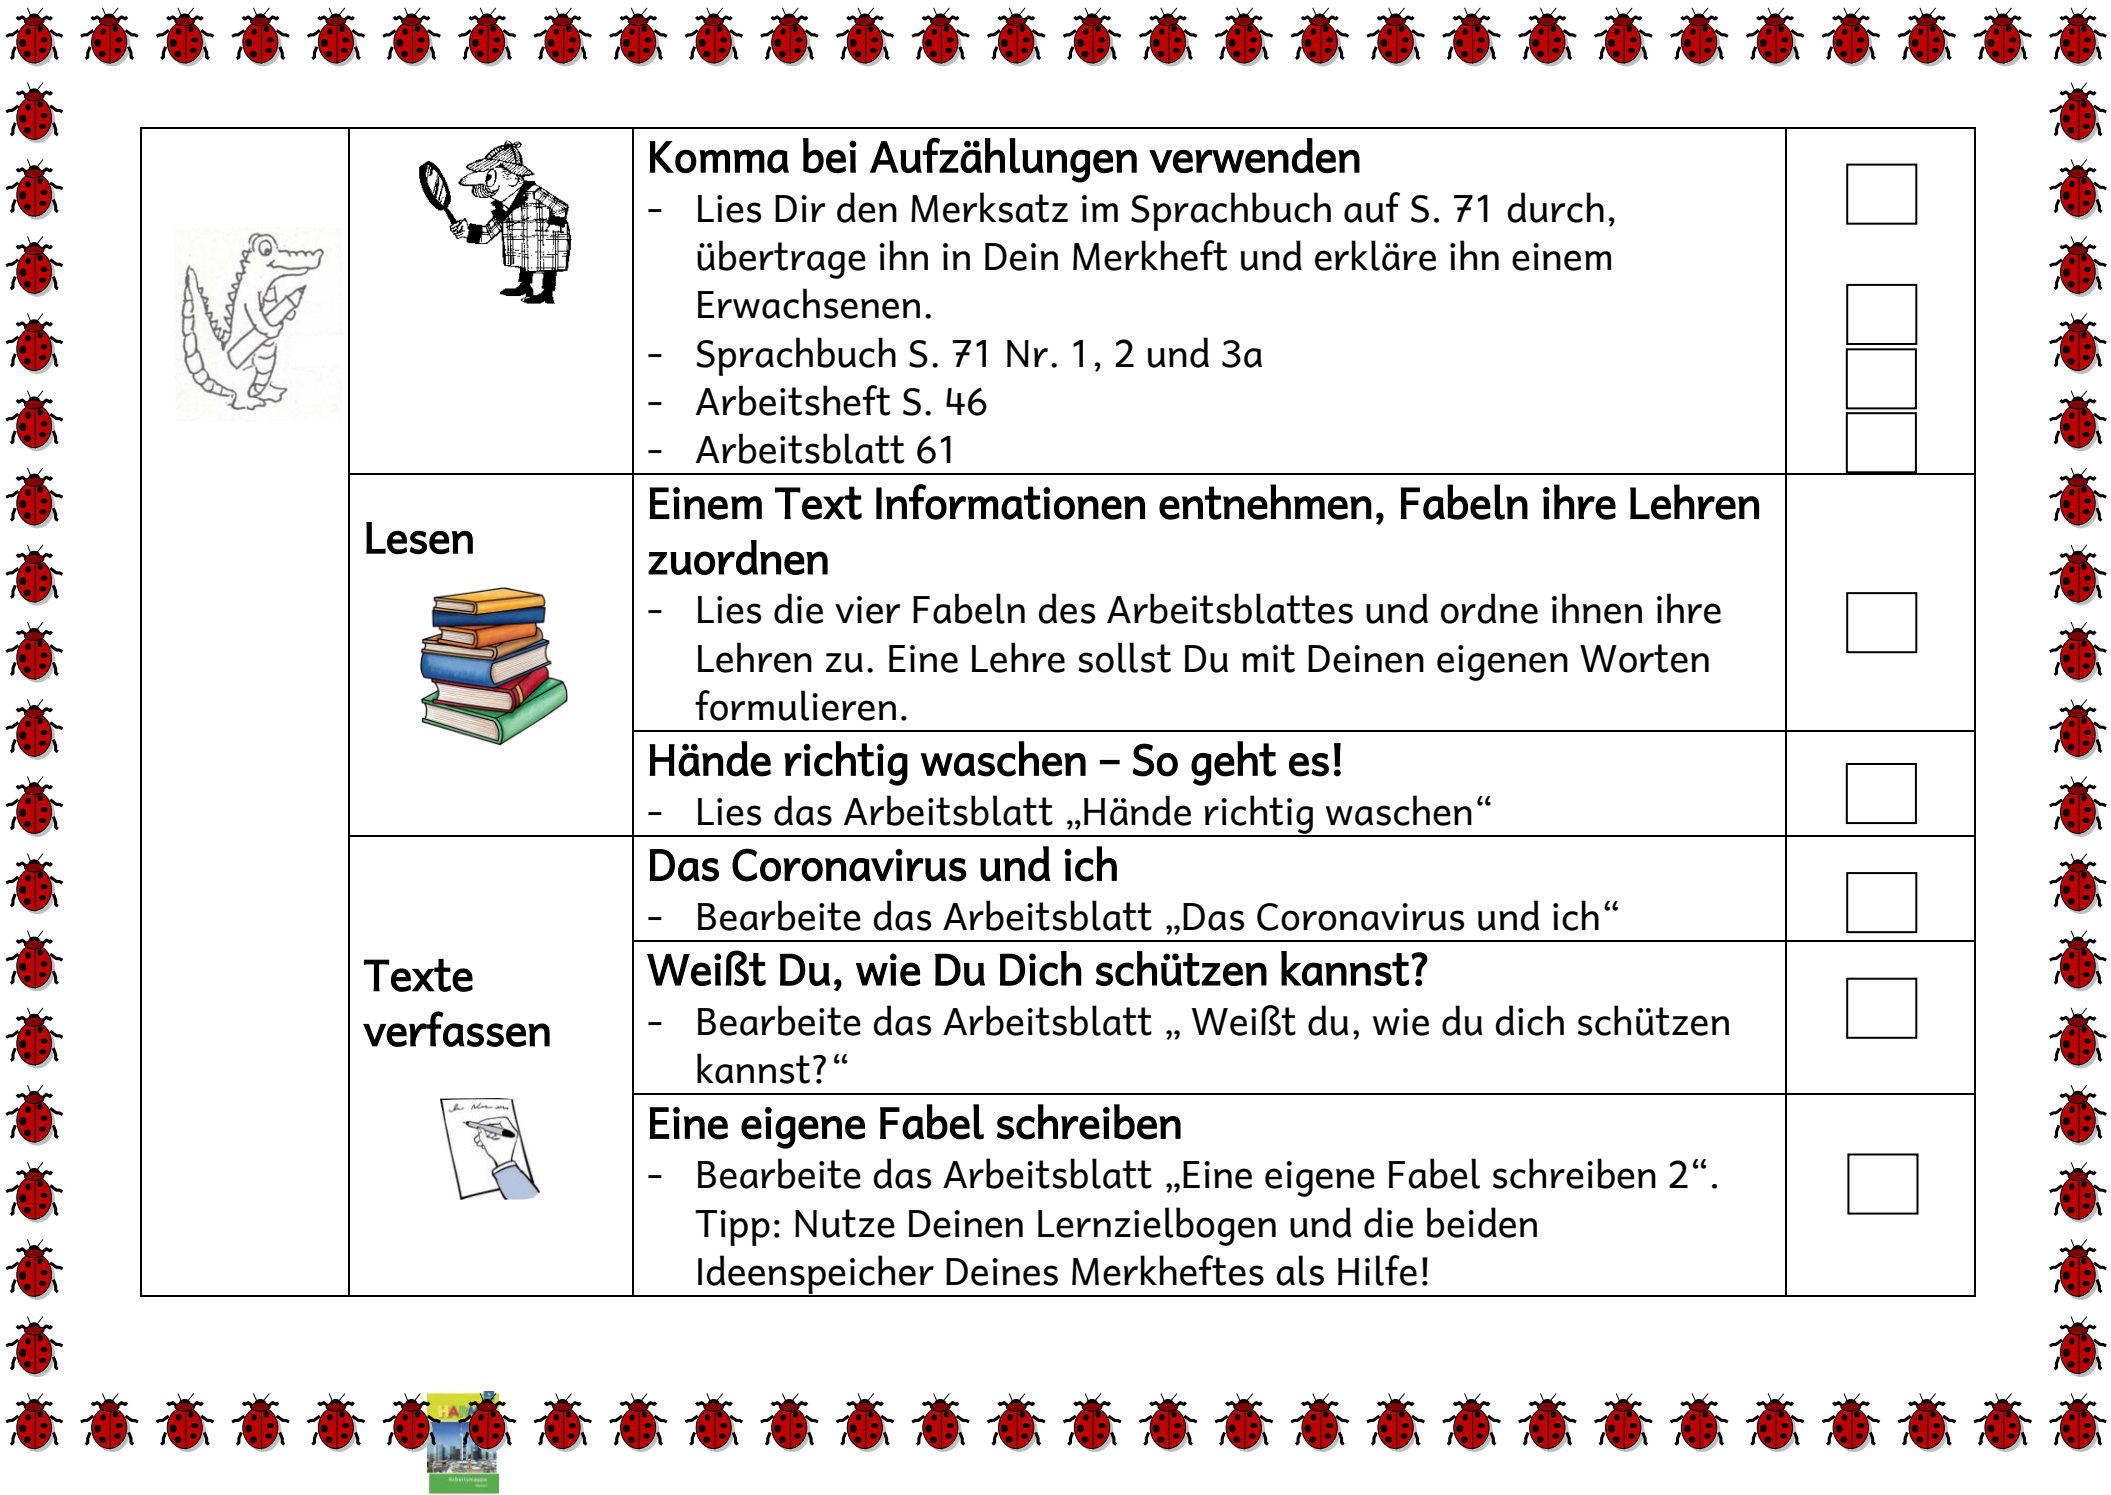 Komma bei Aufzählungen verwenden
- Lies Dir den Merksatz im Sprachbuch auf S. 71 durch,
übertrage ihn in Dein Merkheft und erkläre ihn einem
Erwachsenen.
- Sprachbuch S. 71 Nr. 1, 2 und 3a
- Arbeitsheft S. 46
- Arbeitsblatt 61
Lesen
Einem Text Informationen entnehmen, Fabeln ihre Lehren
zuordnen
- Lies die vier Fabeln des Arbeitsblattes und ordne ihnen ihre
Lehren zu. Eine Lehre sollst Du mit Deinen eigenen Worten
formulieren.
Hände richtig waschen – So geht es!
- Lies das Arbeitsblatt „Hände richtig waschen“
Texte
verfassen
Das Coronavirus und ich
- Bearbeite das Arbeitsblatt „Das Coronavirus und ich“
Weißt Du, wie Du Dich schützen kannst?
- Bearbeite das Arbeitsblatt „ Weißt du, wie du dich schützen
kannst?“
Eine eigene Fabel schreiben
- Bearbeite das Arbeitsblatt „Eine eigene Fabel schreiben 2“.
Tipp: Nutze Deinen Lernzielbogen und die beiden
Ideenspeicher Deines Merkheftes als Hilfe!
Arbeitsmappe